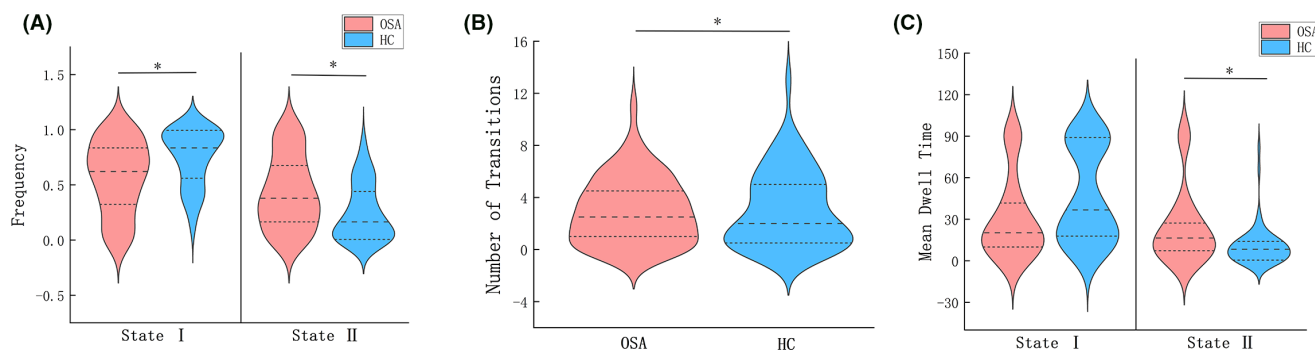 (A)
OSA
HC
Frequency
1.5
1.0
0.5
0.0
-0.5
*
*
State Ⅰ
State Ⅱ
(B)
Number of Transitions
16
12
8
4
0
-4
*
OSA
HC
(C)
OSA
HC
Mean Dwell Time
150
120
90
60
30
0
-30
*
State Ⅰ
State Ⅱ